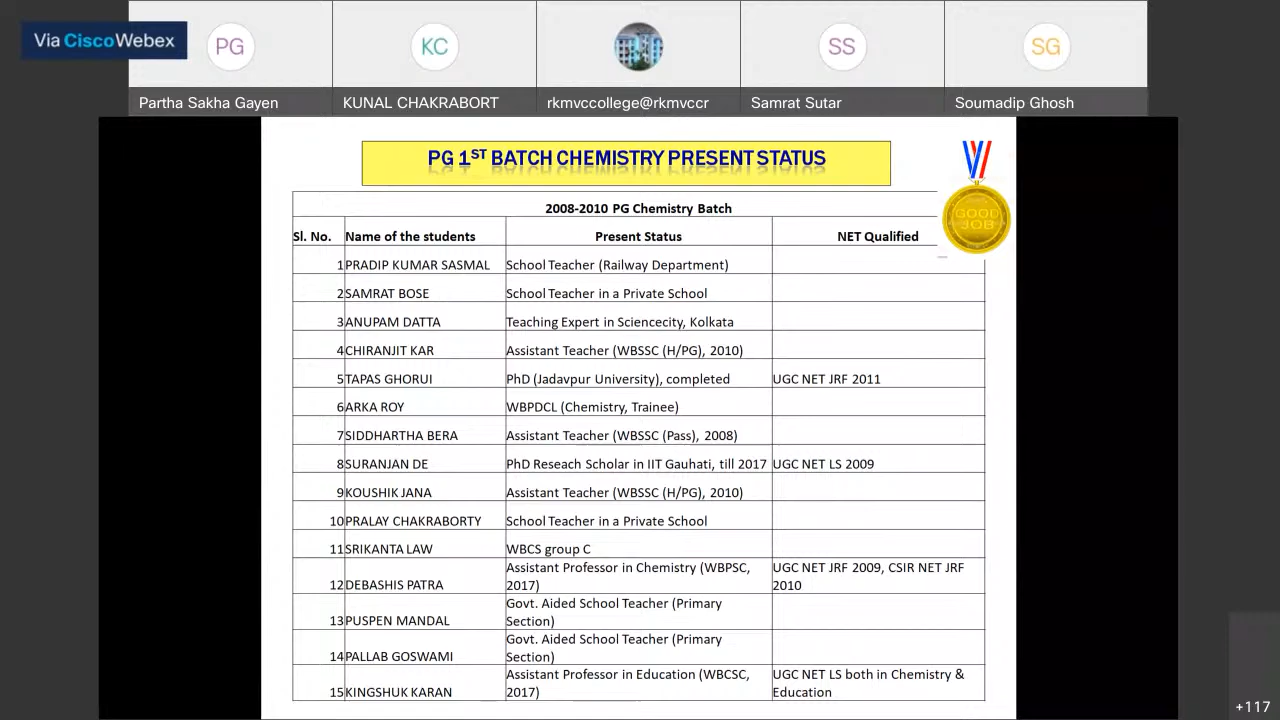 Via Cisco Webex
PG
KC
SS
SG
Partha Sakha Gayen
KUNAL CHAKRABORT
rkmvccollege@rkmvccr
Samrat Sutar
Soumadip Ghosh
PG 1ST BATCH CHEMISTRY PRESENT STATUS
GOOD
JOB
2008-2010 PG Chemistry Batch
Sl. No. Name of the students Present Status NET Qualified
1 PRADIP KUMAR SASMAL School Teacher (Railway Department)
2 SAMRAT BOSE School Teacher in a Private School
3 ANUPAM DATTA Teaching Expert in Sciencecity, Kolkata
4 CHIRANJIT KAR Assistant Teacher (WBSSC (H/PG), 2010)
5 TAPAS GHORUI PhD (Jadavpur University), completed UGC NET JRF 2011
6 ARKA ROY WBPDCL (Chemistry, Trainee)
7 SIDDHARTHA BERA Assistant Teacher (WBSSC (Pass), 2008)
8 SURANJAN DE PhD Reseach Scholar in IIT Gauhati, till 2017 UGC NET LS 2009
9 KOUSHIK JANA Assistant Teacher (WBSSC (H/PG), 2010)
10 PRALAY CHAKRABORTY School Teacher in a Private School
11 SRIKANTA LAW WBCS group C
12 DEBASHIS PATRA Assistant Professor in Chemistry (WBPSC,
2017)
UGC NET JRF 2009, CSIR NET JRF
2010
13 PUSPEN MANDAL Govt. Aided School Teacher (Primary
Section)
14 PALLAB GOSWAMI Govt. Aided School Teacher (Primary
Section)
15 KINGSHUK KARAN Assistant Professor in Education (WBCSC,
2017)
UGC NET LS both in Chemistry &
Education
+117